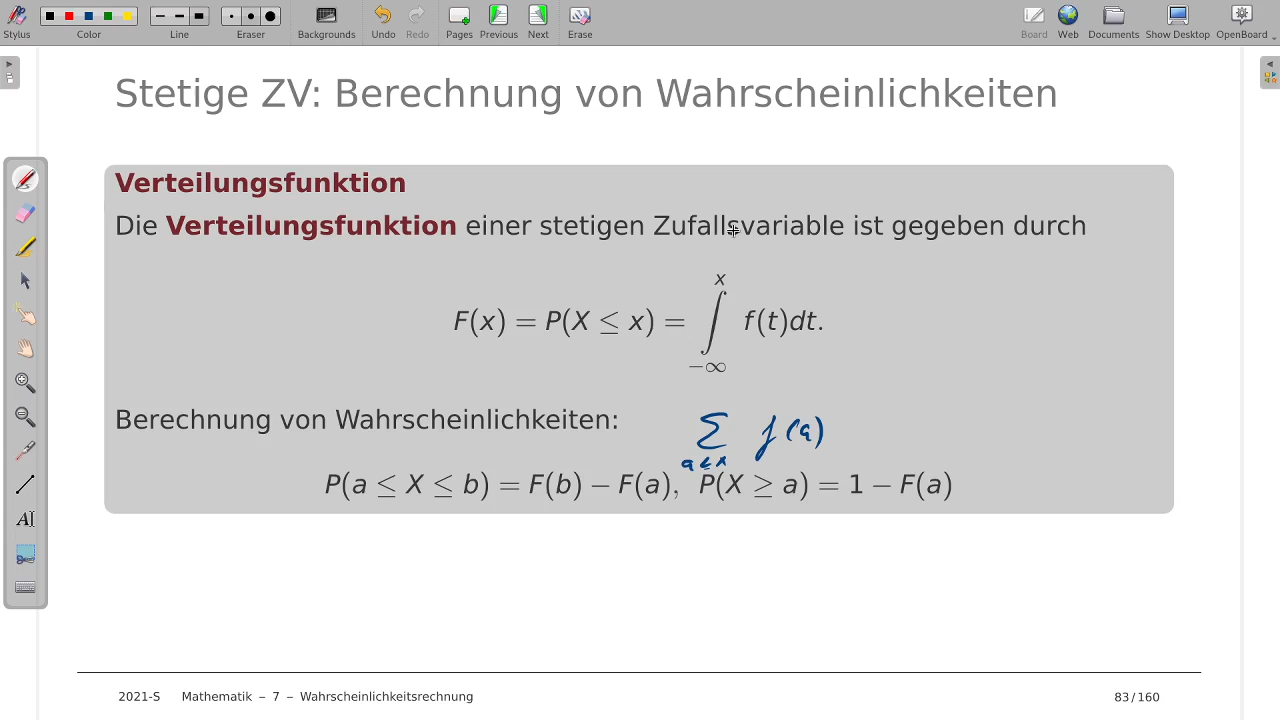 Stylus Color Line Eraser Backgrounds Undo Redo Pages Previous Next Erase Board Web Documents Show Desktop OpenBoard
Stetige ZV: Berechnung von Wahrscheinlichkeiten
Verteilungsfunktion
Die Verteilungsfunktion einer stetigen Zufallsvariable ist gegeben durch
F(x) = P(X ≤ x) = ∫_{−∞}^{x} f(t)dt.
Berechnung von Wahrscheinlichkeiten:
∑_{a≤x} f(a)
P(a ≤ X ≤ b) = F(b) − F(a), P(X ≥ a) = 1 − F(a)
AI
2021-S Mathematik – 7 – Wahrscheinlichkeitsrechnung 83/160